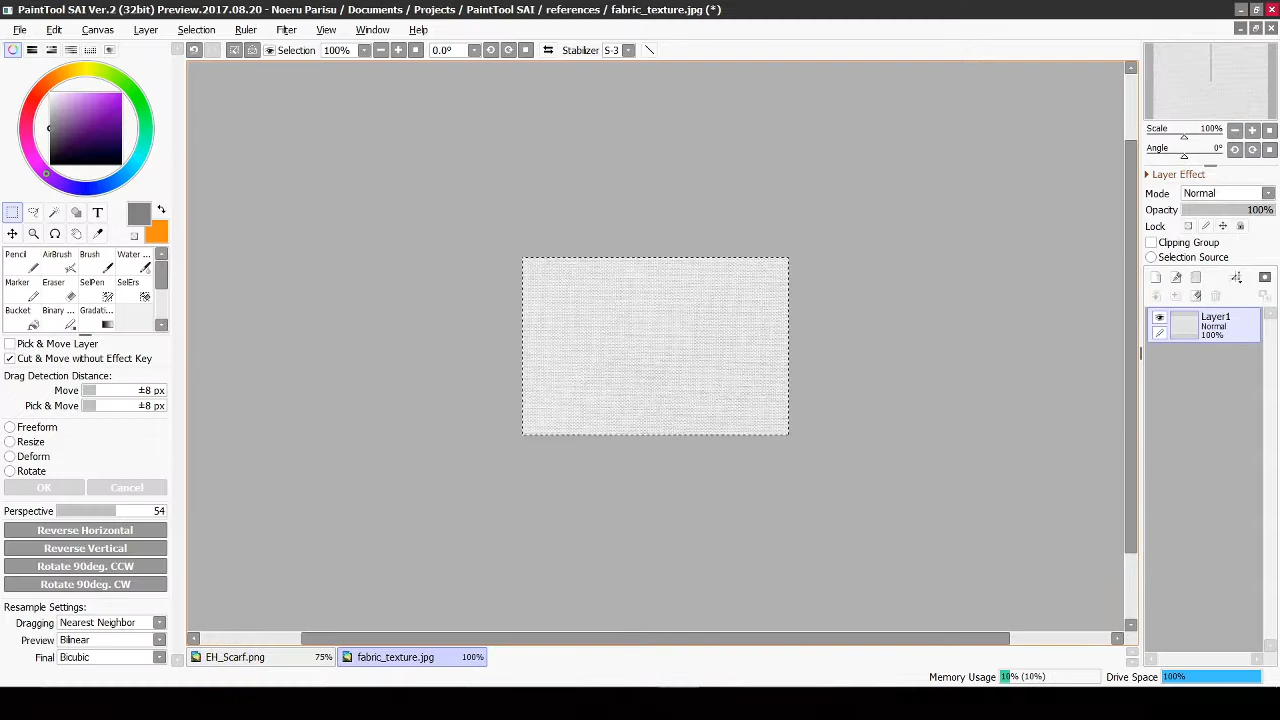 PaintTool SAI Ver.2 (32bit) Preview.2017.08.20 - Noeru Parisu / Documents / Projects / PaintTool SAI / references / fabric_texture.jpg (*)
File Edit Canvas Layer Selection Ruler Filter View Window Help
Selection 100% 0.0° Stabilizer S-3
Scale 100%
Angle 0°
Layer Effect
Mode Normal
Opacity 100%
Lock
Clipping Group
Selection Source
Layer1
Normal
100%
T
Pencil AirBrush Brush Water ...
Marker Eraser SelPen SelErs
Bucket Binary ... Gradati...
Pick & Move Layer
Cut & Move without Effect Key
Drag Detection Distance:
Move ±8 px
Pick & Move ±8 px
Freeform
Resize
Deform
Rotate
OK Cancel
Perspective 54
Reverse Horizontal
Reverse Vertical
Rotate 90deg. CCW
Rotate 90deg. CW
Resample Settings:
Dragging Nearest Neighbor
Preview Bilinear
Final Bicubic
EH_Scarf.png 75% fabric_texture.jpg 100%
Memory Usage 10% (10%) Drive Space 100%